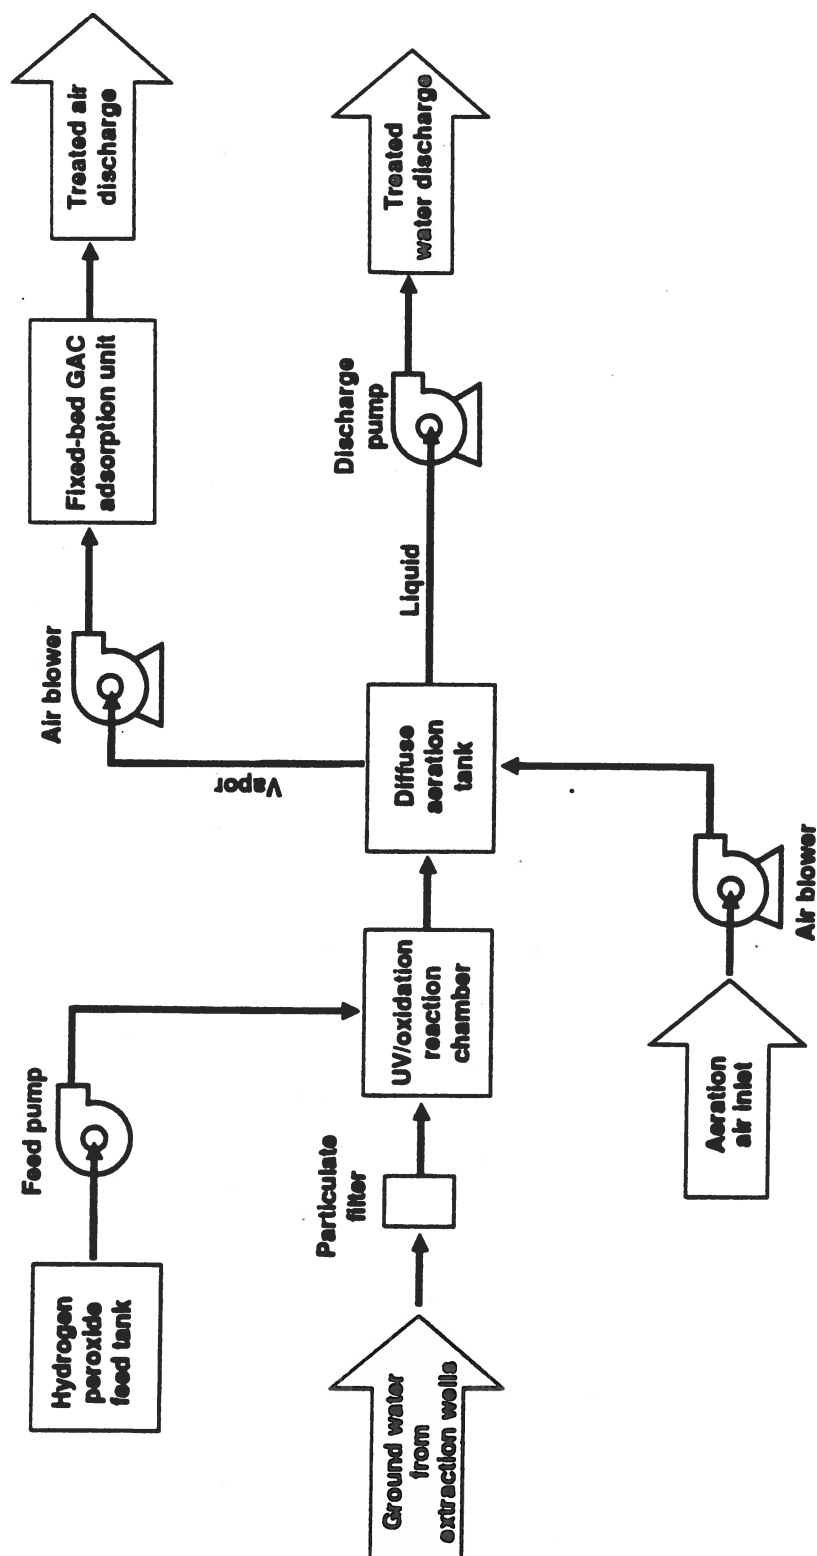 Hydrogen
peroxide
feed tank
Feed pump
Air blower
Fixed-bed GAC
adsorption unit
Treated air
discharge
Vapor
Ground water
from
extraction wells
Particulate
filter
UV/oxidation
reaction
chamber
Diffuse
aeration
tank
Liquid
Discharge
pump
Treated
water discharge
Aeration
air inlet
Air blower